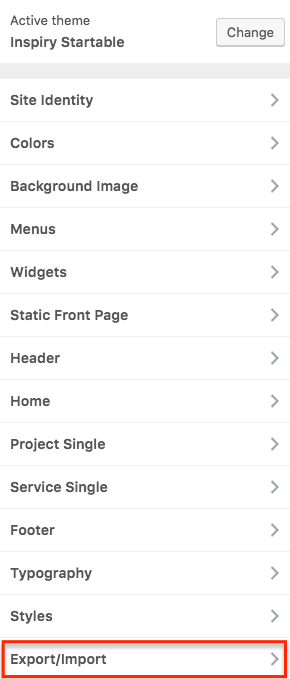 Active theme
Inspiry Startable
Change
Site Identity
Colors
Background Image
Menus
Widgets
Static Front Page
Header
Home
Project Single
Service Single
Footer
Typography
Styles
Export/Import